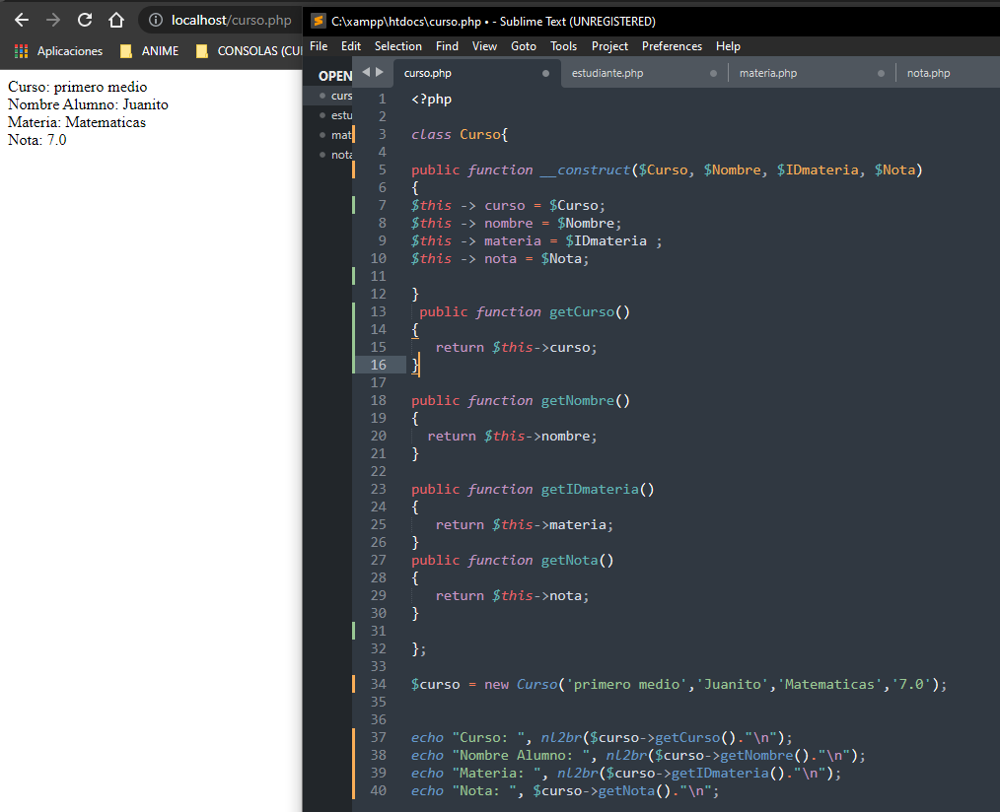 localhost/curso.php
Aplicaciones ANIME CONSOLAS (CU
Curso: primero medio
Nombre Alumno: Juanito
Materia: Matematicas
Nota: 7.0
C:\xampp\htdocs\curso.php • - Sublime Text (UNREGISTERED)
File Edit Selection Find View Goto Tools Project Preferences Help
OPEN
curs
estu
mat
nota
curso.php estudiante.php materia.php nota.php
1 <?php
2
3 class Curso{
4
5 public function __construct($Curso, $Nombre, $IDmateria, $Nota)
6 {
7 $this -> curso = $Curso;
8 $this -> nombre = $Nombre;
9 $this -> materia = $IDmateria ;
10 $this -> nota = $Nota;
11
12 }
13 public function getCurso()
14 {
15 return $this->curso;
16 }
17
18 public function getNombre()
19 {
20 return $this->nombre;
21 }
22
23 public function getIDmateria()
24 {
25 return $this->materia;
26 }
27 public function getNota()
28 {
29 return $this->nota;
30 }
31
32 };
33
34 $curso = new Curso('primero medio','Juanito','Matematicas','7.0');
35
36
37 echo "Curso: ", nl2br($curso->getCurso()."\n");
38 echo "Nombre Alumno: ", nl2br($curso->getNombre()."\n");
39 echo "Materia: ", nl2br($curso->getIDmateria()."\n");
40 echo "Nota: ", $curso->getNota()."\n";